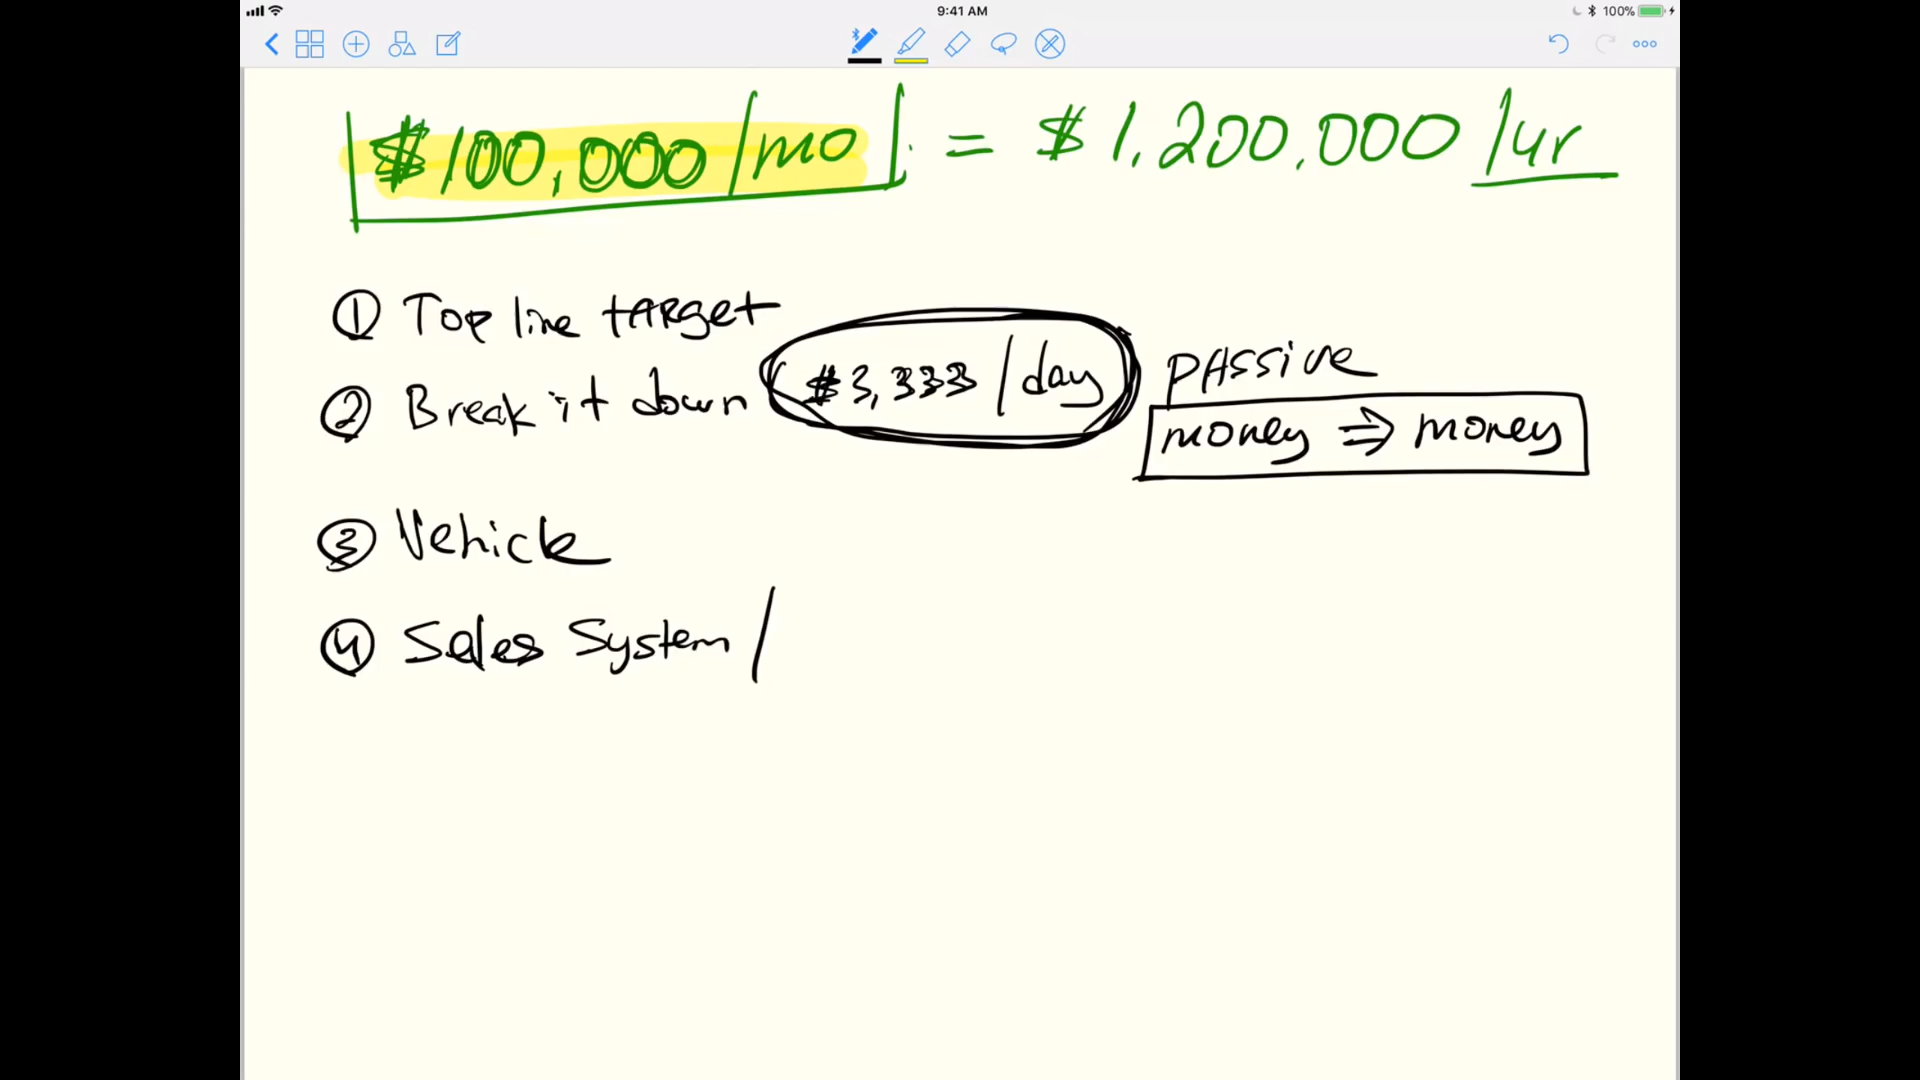 9:41 AM
100%
$100,000/mo = $1,200,000/yr
① Top line tARget
② Break it down $3,333/day PAssive
money ⇒ money
③ Vehicle
④ Sales System /